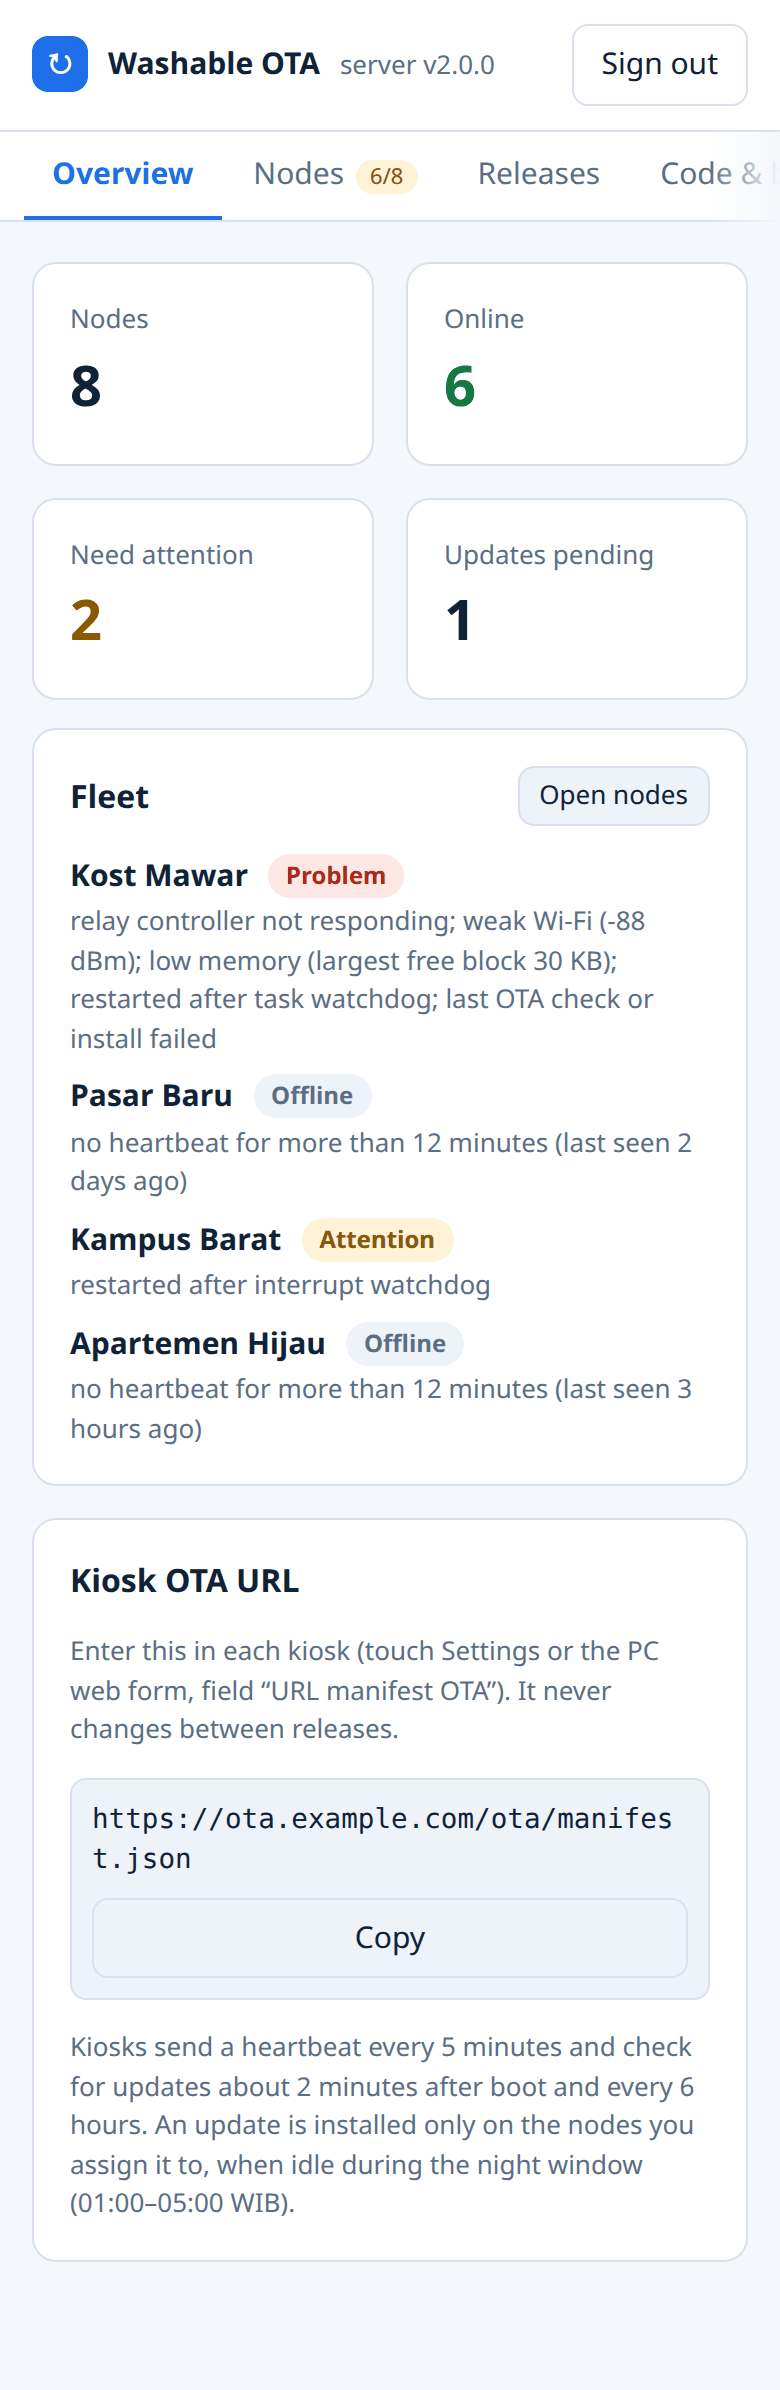 Washable OTA server v2.0.0
Sign out
Overview
Nodes 6/8
Releases
Code &
Nodes
8
Online
6
Need attention
2
Updates pending
1
Fleet
Open nodes
Kost Mawar Problem
relay controller not responding; weak Wi-Fi (-88
dBm); low memory (largest free block 30 KB);
restarted after task watchdog; last OTA check or
install failed
Pasar Baru Offline
no heartbeat for more than 12 minutes (last seen 2
days ago)
Kampus Barat Attention
restarted after interrupt watchdog
Apartemen Hijau Offline
no heartbeat for more than 12 minutes (last seen 3
hours ago)
Kiosk OTA URL
Enter this in each kiosk (touch Settings or the PC
web form, field “URL manifest OTA”). It never
changes between releases.
https://ota.example.com/ota/manifes
t.json
Copy
Kiosks send a heartbeat every 5 minutes and check
for updates about 2 minutes after boot and every 6
hours. An update is installed only on the nodes you
assign it to, when idle during the night window
(01:00–05:00 WIB).